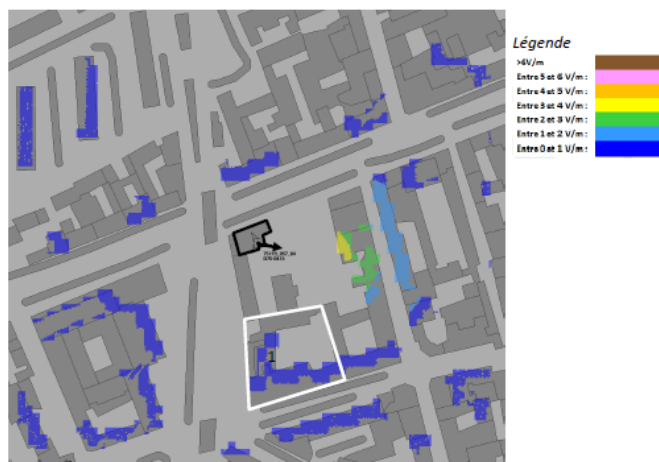 Légende
>6V/m
Entre 5 et 6 V/m :
Entre 4 et 5 V/m :
Entre 3 et 4 V/m :
Entre 2 et 3 V/m :
Entre 1 et 2 V/m :
Entre 0 et 1 V/m :
1